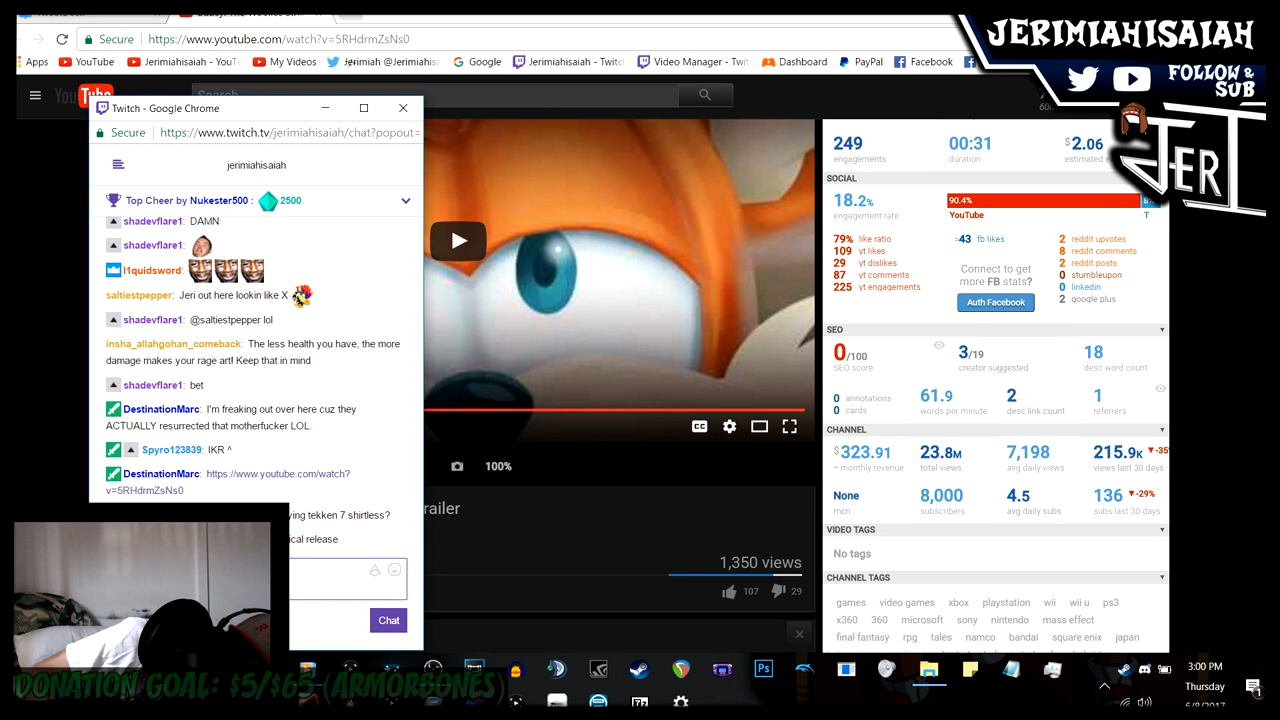 JERIMIAHISAIAH
FOLLOW &
SUB
JER
Secure
https://www.youtube.com/watch?v=5RHdrmZsNs0
Apps
YouTube
Jerimiahisaiah - YouT
My Videos
Jerimiah @Jerimiahis
Google
Jerimiahisaiah - Twitch
Video Manager - Twit
Dashboard
PayPal
Facebook
Search
Twitch - Google Chrome
Secure
https://www.twitch.tv/jerimiahisaiah/chat?popout=
jerimiahisaiah
Top Cheer by Nukester500 : 2500
shadevflare1: DAMN
shadevflare1:
l1quidsword:
saltiestpepper: Jeri out here lookin like X
shadevflare1: @saltiestpepper lol
insha_allahgohan_comeback: The less health you have, the more
damage makes your rage art! Keep that in mind
shadevflare1: bet
DestinationMarc: I'm freaking out over here cuz they
ACTUALLY resurrected that motherfucker LOL.
Spyro123839: IKR ^
DestinationMarc: https://www.youtube.com/watch?
v=5RHdrmZsNs0
ying tekken 7 shirtless?
ical release
Chat
CC
100%
railer
1,350 views
107
29
249
engagements
00:31
duration
$2.06
SOCIAL
18.2%
engagement rate
90.4%
YouTube
T
79% like ratio
109 yt likes
29 yt dislikes
87 yt comments
225 yt engagements
43 fb likes
Connect to get
more FB stats?
Auth Facebook
2 reddit upvotes
8 reddit comments
2 reddit posts
0 stumbleupon
0 linkedin
2 google plus
SEO
0/100
SEO score
3/19
creator suggested
18
desc word count
0 annotations
0 cards
61.9
words per minute
2
desc link count
1
referrers
CHANNEL
$323.91
≈ monthly revenue
23.8M
total views
7,198
avg daily views
215.9K ▼-35
views last 30 days
None
mcn
8,000
subscribers
4.5
avg daily subs
136 ▼-29%
subs last 30 days
VIDEO TAGS
No tags
CHANNEL TAGS
games video games xbox playstation wii wii u ps3
x360 360 microsoft sony nintendo mass effect
final fantasy rpg tales namco bandai square enix japan
DONATION GOAL: $5/$65 (ARMORBONES)
Ps
3:00 PM
Thursday
6/8/2017